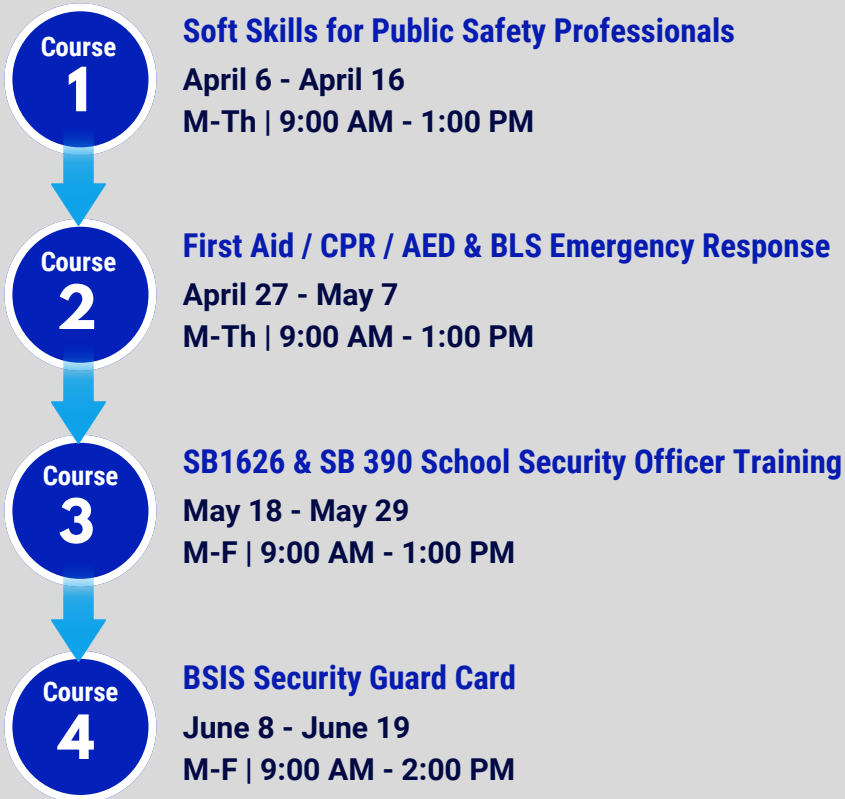 Course
1
Soft Skills for Public Safety Professionals
April 6 - April 16
M-Th | 9:00 AM - 1:00 PM
Course
2
First Aid / CPR / AED & BLS Emergency Response
April 27 - May 7
M-Th | 9:00 AM - 1:00 PM
Course
3
SB1626 & SB 390 School Security Officer Training
May 18 - May 29
M-F | 9:00 AM - 1:00 PM
Course
4
BSIS Security Guard Card
June 8 - June 19
M-F | 9:00 AM - 2:00 PM